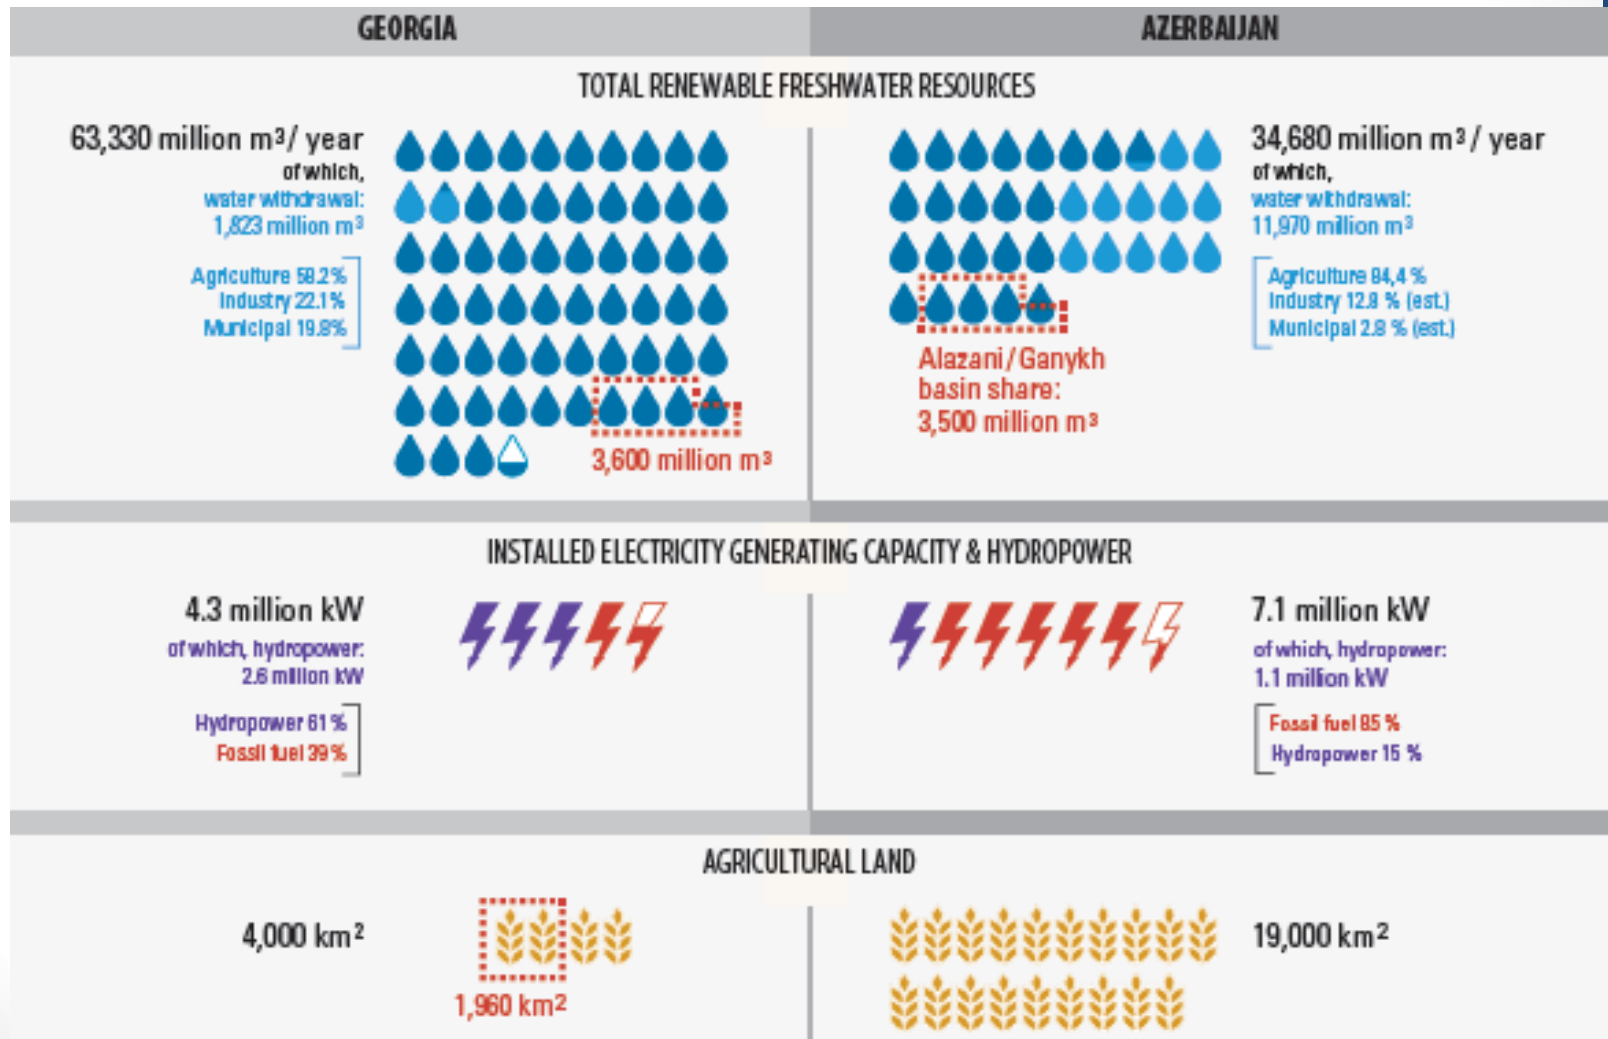 GEORGIA
AZERBAIJAN
TOTAL RENEWABLE FRESHWATER RESOURCES
63,330 million m³/ year
of which,
water withdrawal:
1,823 million m³
Agriculture 58.2%
Industry 22.1%
Municipal 19.8%
3,600 million m³
34,680 million m³ / year
of which,
water withdrawal:
11,970 million m³
Agriculture 84,4 %
Industry 12.8 % (est.)
Municipal 2.8 % (est.)
Alazani/Ganykh
basin share:
3,500 million m³
INSTALLED ELECTRICITY GENERATING CAPACITY & HYDROPOWER
4.3 million kW
of which, hydropower:
2.6 million kW
Hydropower 61 %
Fossil fuel 39 %
7.1 million kW
of which, hydropower:
1.1 million kW
Fossil fuel 85 %
Hydropower 15 %
AGRICULTURAL LAND
4,000 km²
1,960 km²
19,000 km²